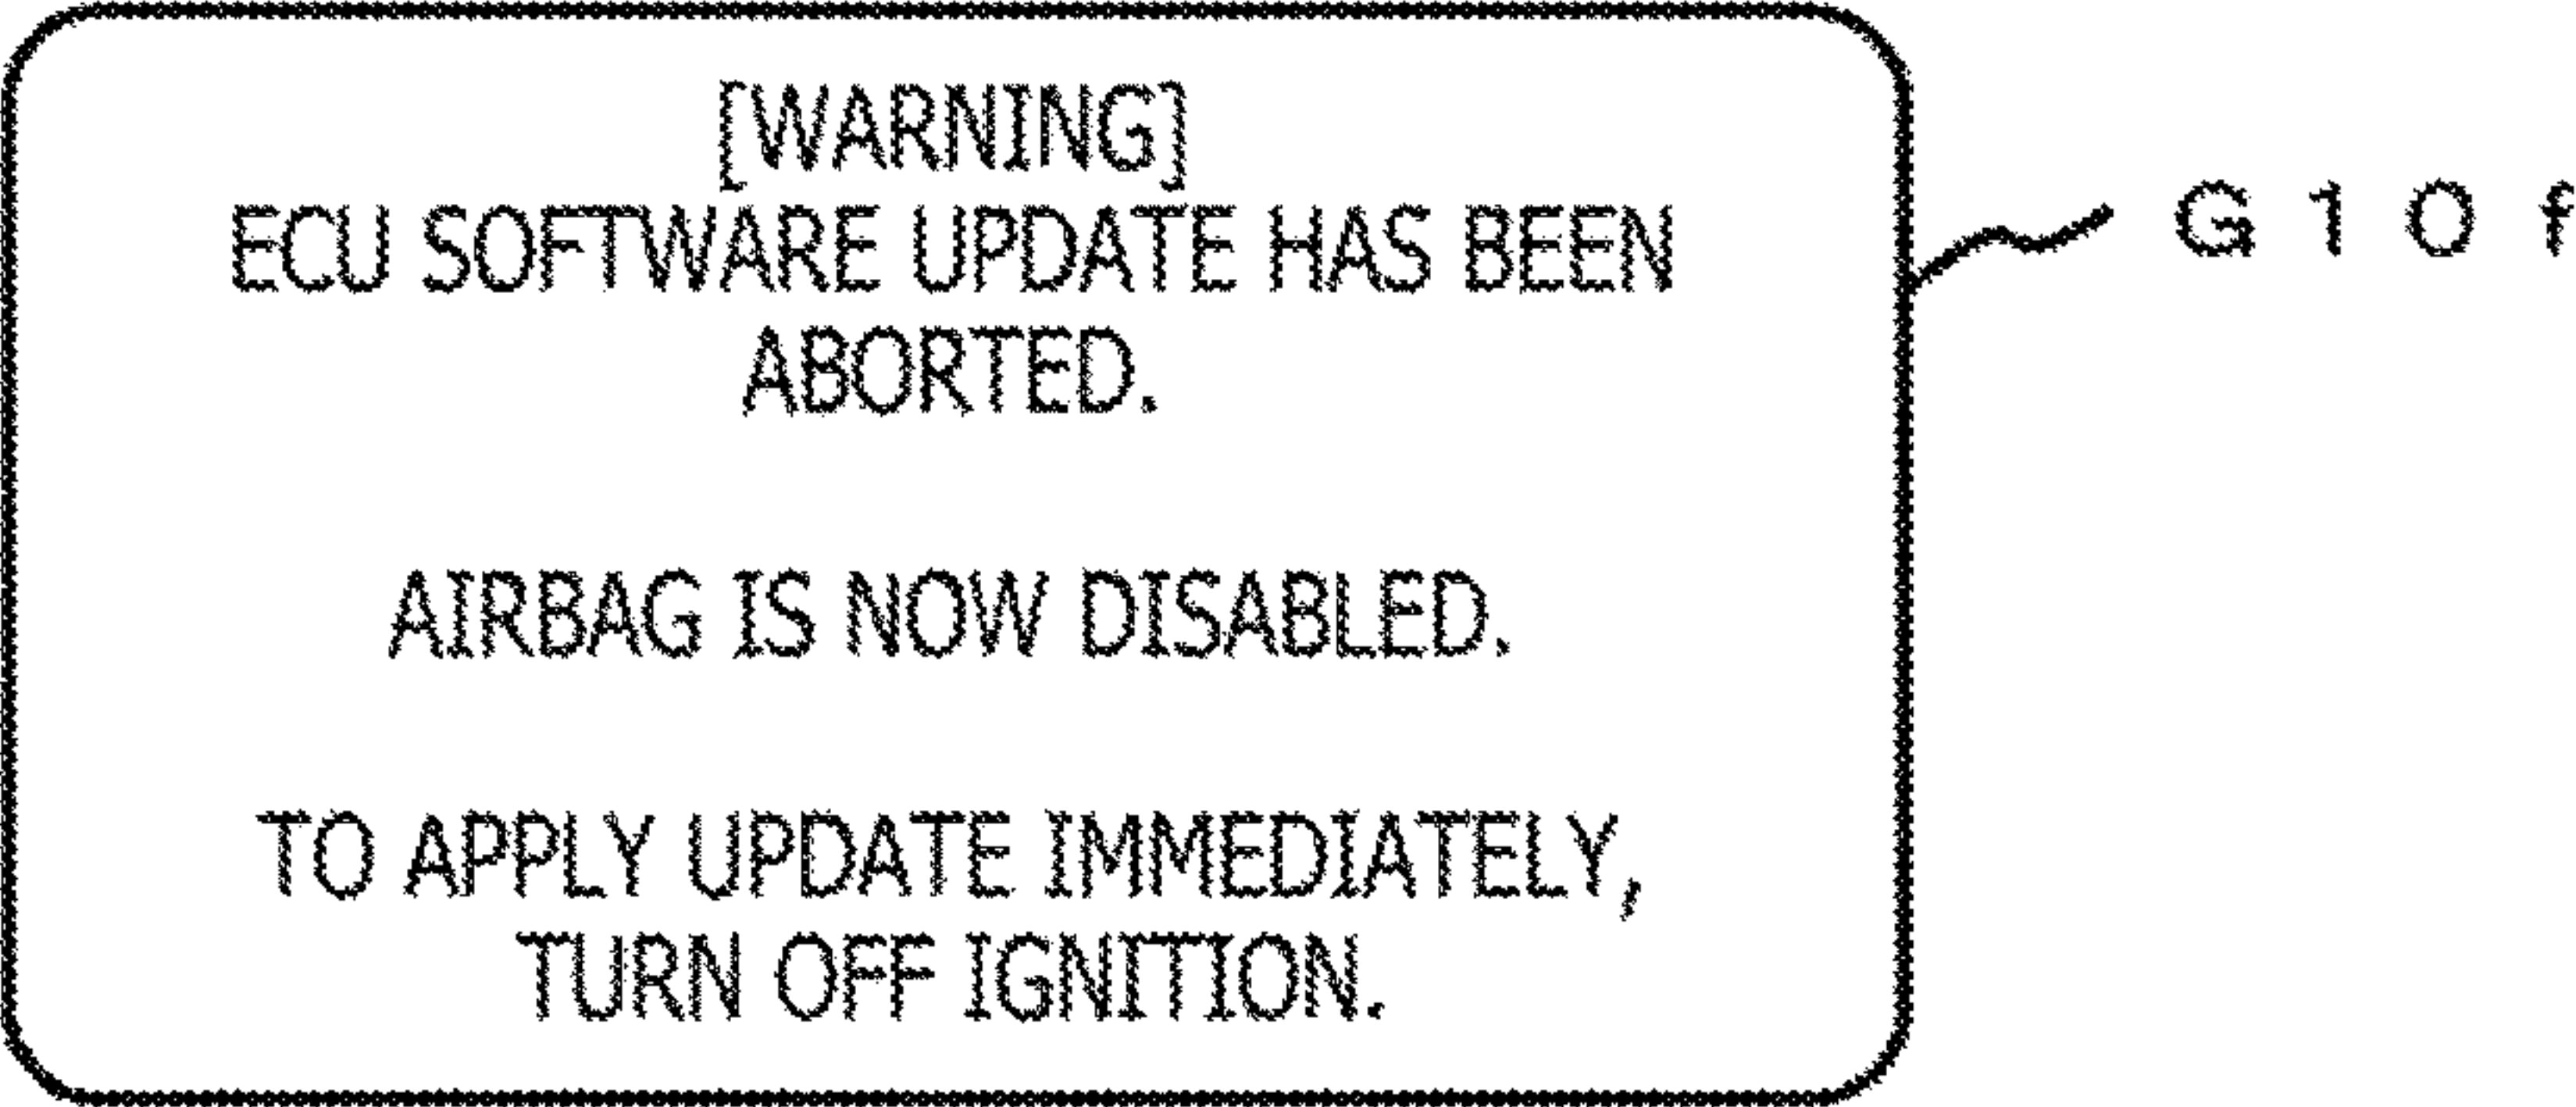 [WARNING]
ECU SOFTWARE UPDATE HAS BEEN
ABORTED.
AIRBAG IS NOW DISABLED.
TO APPLY UPDATE IMMEDIATELY,
TURN OFF IGNITION.
G10f